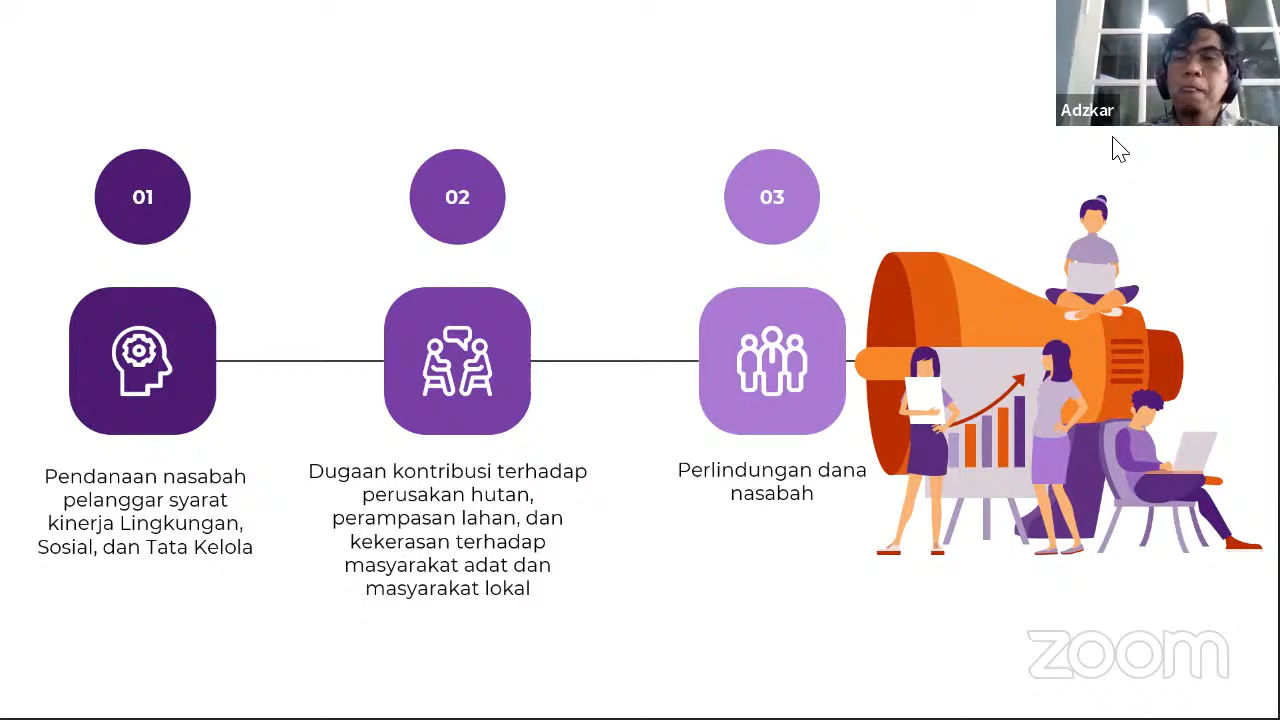 Adzkar
01
02
03
Pendanaan nasabah
pelanggar syarat
kinerja Lingkungan,
Sosial, dan Tata Kelola
Dugaan kontribusi terhadap
perusakan hutan,
perampasan lahan, dan
kekerasan terhadap
masyarakat adat dan
masyarakat lokal
Perlindungan dana
nasabah
zoom